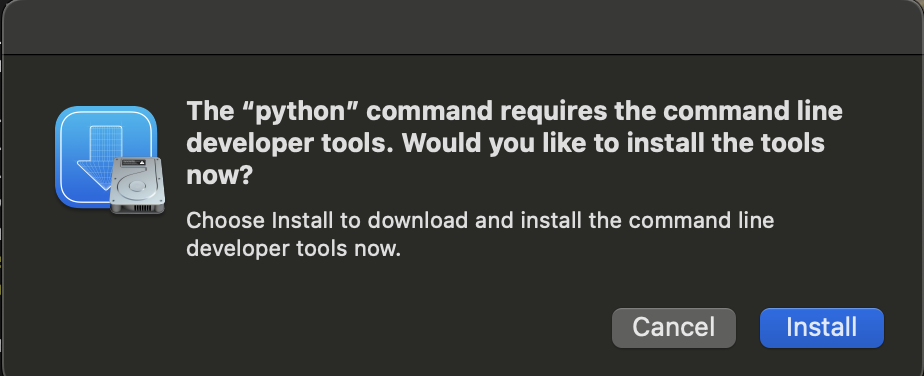 The “python” command requires the command line
developer tools. Would you like to install the tools
now?
Choose Install to download and install the command line
developer tools now.
Cancel
Install